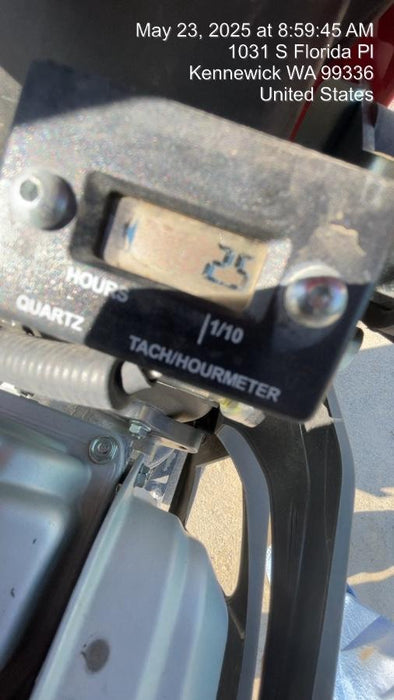 May 23, 2025 at 8:59:45 AM
1031 S Florida Pl
Kennewick WA 99336
United States
25
HOURS
1/10
QUARTZ
TACH/HOURMETER